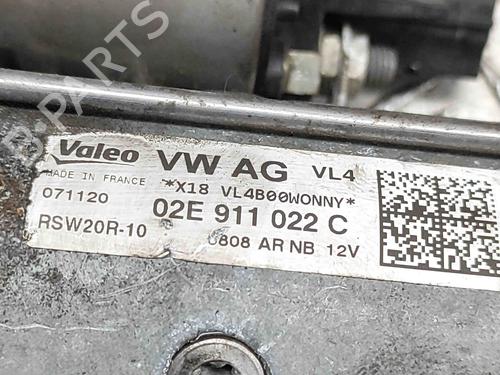 Valeo VW AG VL4
MADE IN FRANCE *X18 VL4B00WONNY*
071120 02E 911 022 C
RSW20R-10 0808 AR NB 12V
B-Parts